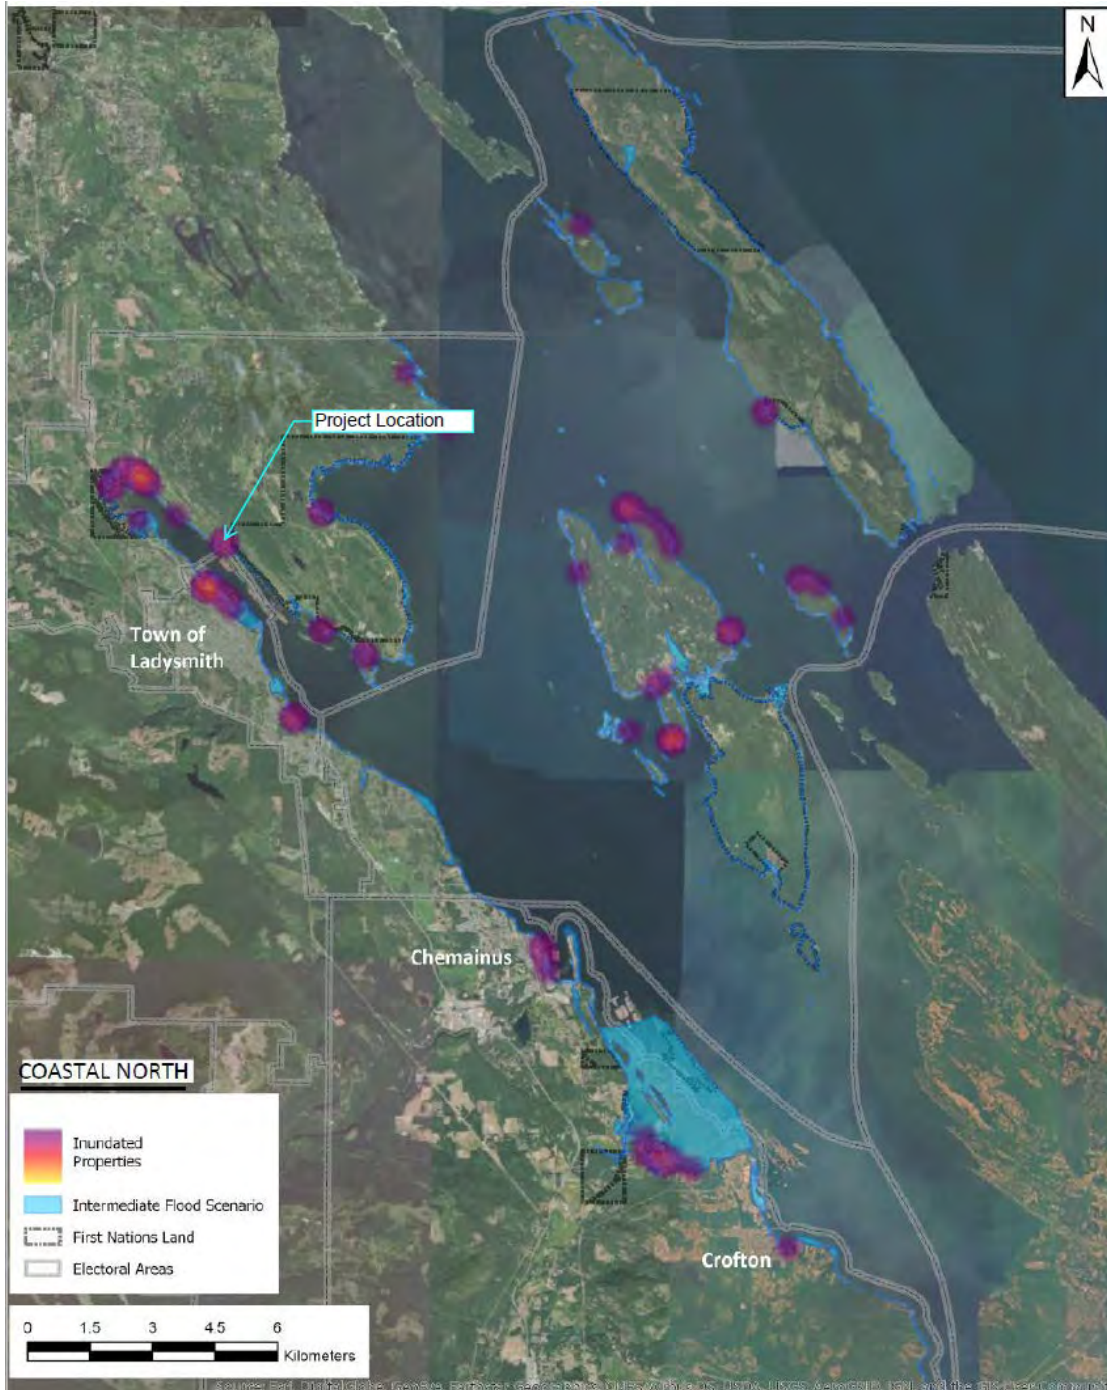 N
Project Location
Town of
Ladysmith
Chemainus
COASTAL NORTH
Inundated
Properties
Intermediate Flood Scenario
First Nations Land
Electoral Areas
Crofton
0 1.5 3 4.5 6
Kilometers